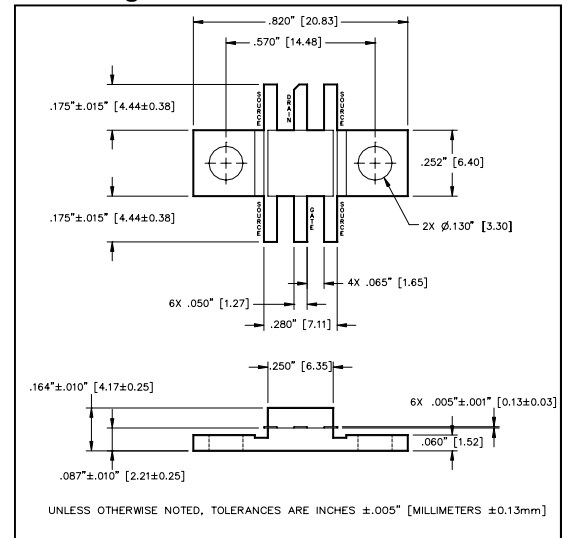 .820" [20.83]
.570" [14.48]
.175"±.015" [4.44±0.38]
SOURCE
DRAIN
SOURCE
.252" [6.40]
.175"±.015" [4.44±0.38]
SOURCE
GATE
SOURCE
2X Ø.130" [3.30]
4X .065" [1.65]
6X .050" [1.27]
.280" [7.11]
.250" [6.35]
.164"±.010" [4.17±0.25]
6X .005"±.001" [0.13±0.03]
.060" [1.52]
.087"±.010" [2.21±0.25]
UNLESS OTHERWISE NOTED, TOLERANCES ARE INCHES ±.005" [MILLIMETERS ±0.13mm]